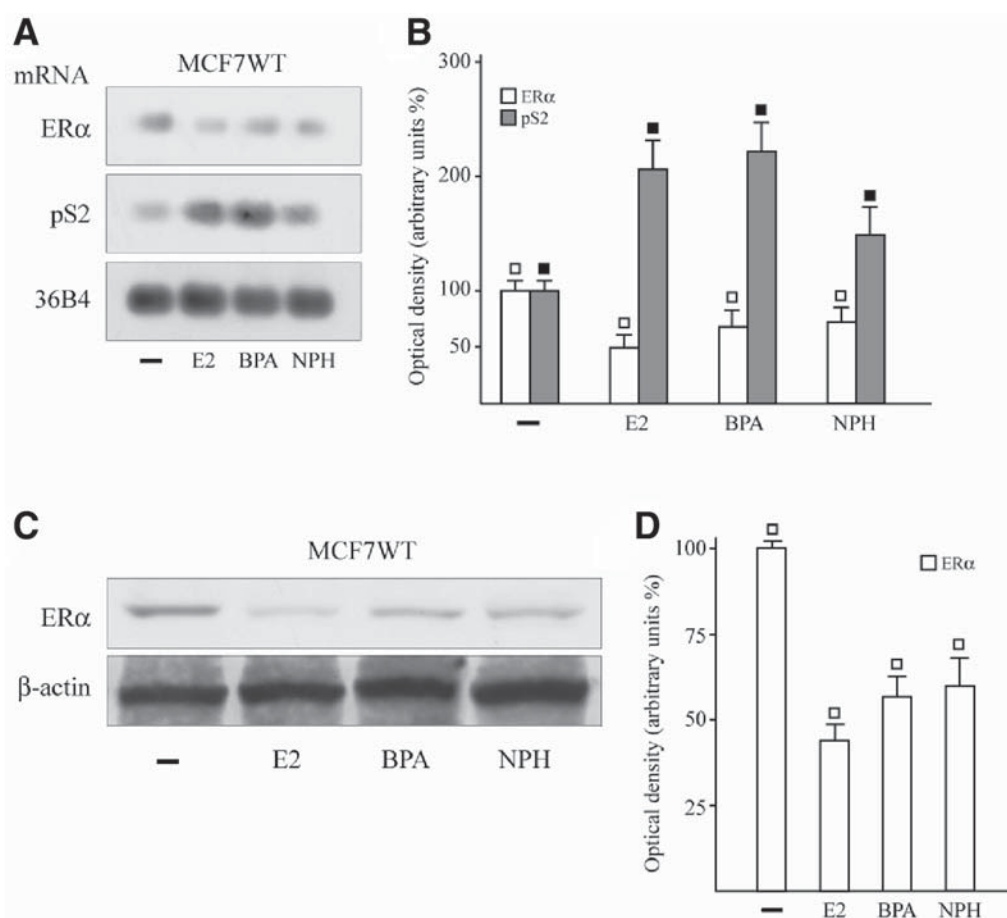 A
MCF7WT
mRNA
ERα
pS2
36B4
– E2 BPA NPH
B
Optical density (arbitrary units %)
300
200
100
50
ERα
pS2
– E2 BPA NPH
C
MCF7WT
ERα
β-actin
– E2 BPA NPH
D
Optical density (arbitrary units %)
100
75
50
25
ERα
– E2 BPA NPH